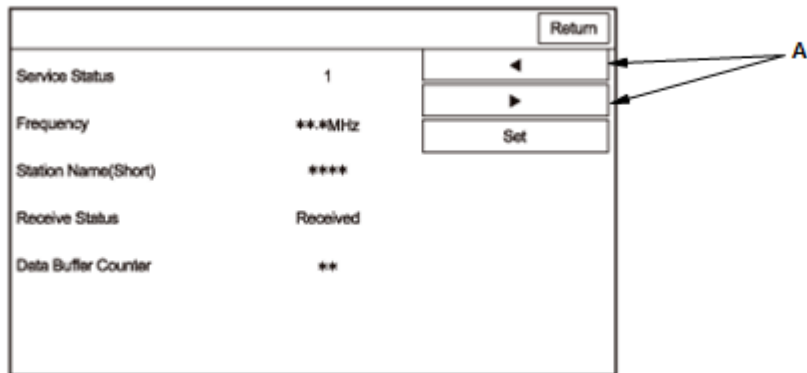 Return
A
Service Status 1
◀
▶
Frequency **.*MHz
Set
Station Name(Short) ****
Receive Status Received
Data Buffer Counter **